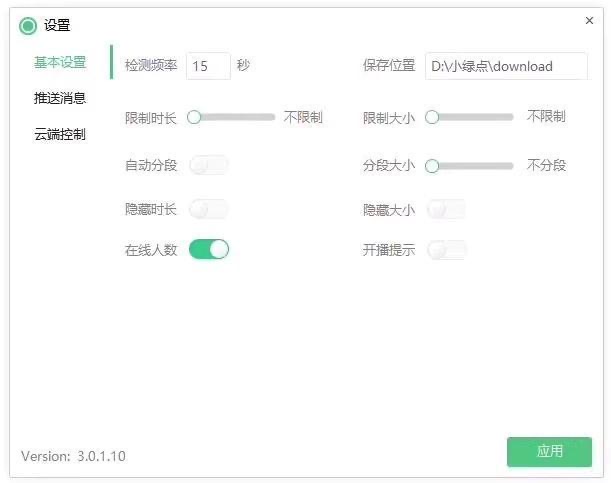 设置
×
基本设置
推送消息
云端控制
检测频率 15 秒 保存位置 D:\小绿点\download
限制时长 不限制 限制大小 不限制
自动分段 分段大小 不分段
隐藏时长 隐藏大小
在线人数 开播提示
Version: 3.0.1.10 应用